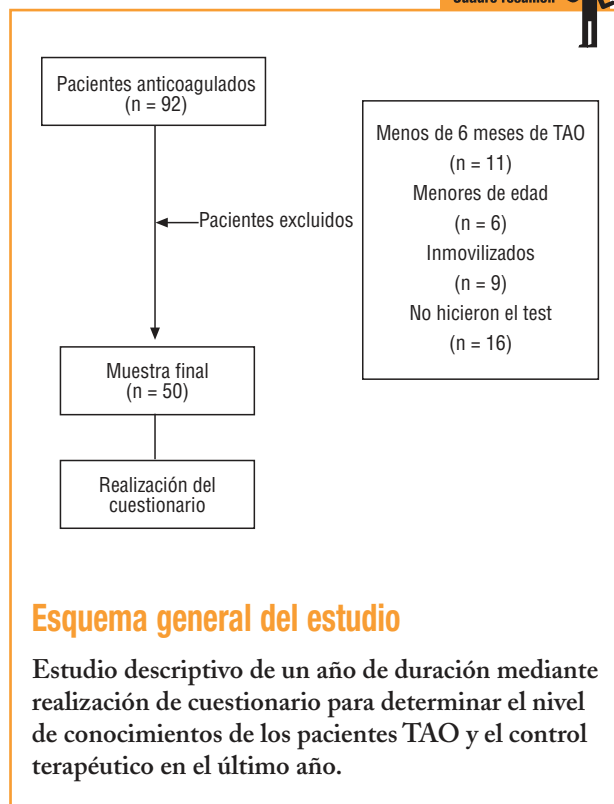 Pacientes anticoagulados
(n = 92)
Pacientes excluidos
Menos de 6 meses de TAO
(n = 11)
Menores de edad
(n = 6)
Inmovilizados
(n = 9)
No hicieron el test
(n = 16)
Muestra final
(n = 50)
Realización del
cuestionario
Esquema general del estudio
Estudio descriptivo de un año de duración mediante
realización de cuestionario para determinar el nivel
de conocimientos de los pacientes TAO y el control
terapéutico en el último año.